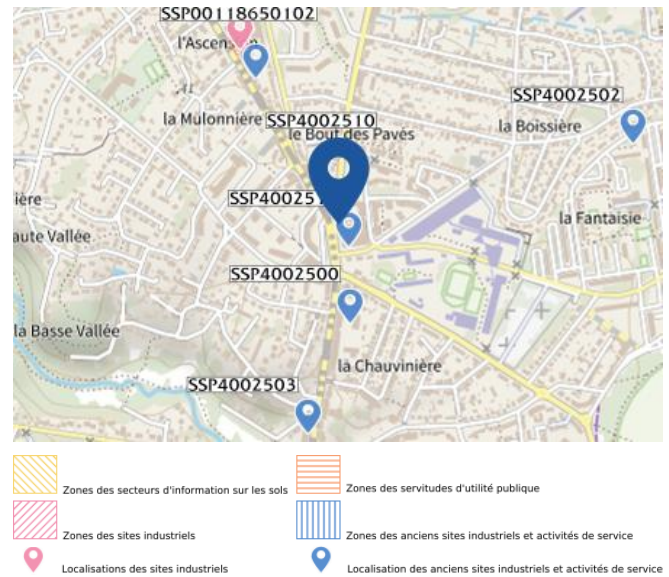 SSP00118650102
l'Ascen
SSP4002502
la Mulonnière
SSP4002510
le Bout des Pavés
la Boissière
ière
SSP400251
la Fantaisie
aute Vallée
SSP4002500
la Basse Vallée
la Chauvinière
SSP4002503
Zones des secteurs d'information sur les sols
Zones des servitudes d'utilité publique
Zones des sites industriels
Zones des anciens sites industriels et activités de service
Localisations des sites industriels
Localisation des anciens sites industriels et activités de service